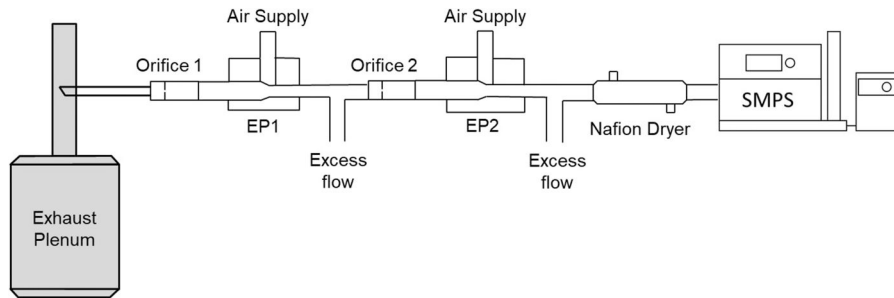 Air Supply
Air Supply
Orifice 1
Orifice 2
EP1
EP2
Nafion Dryer
SMPS
Excess
flow
Excess
flow
Exhaust
Plenum